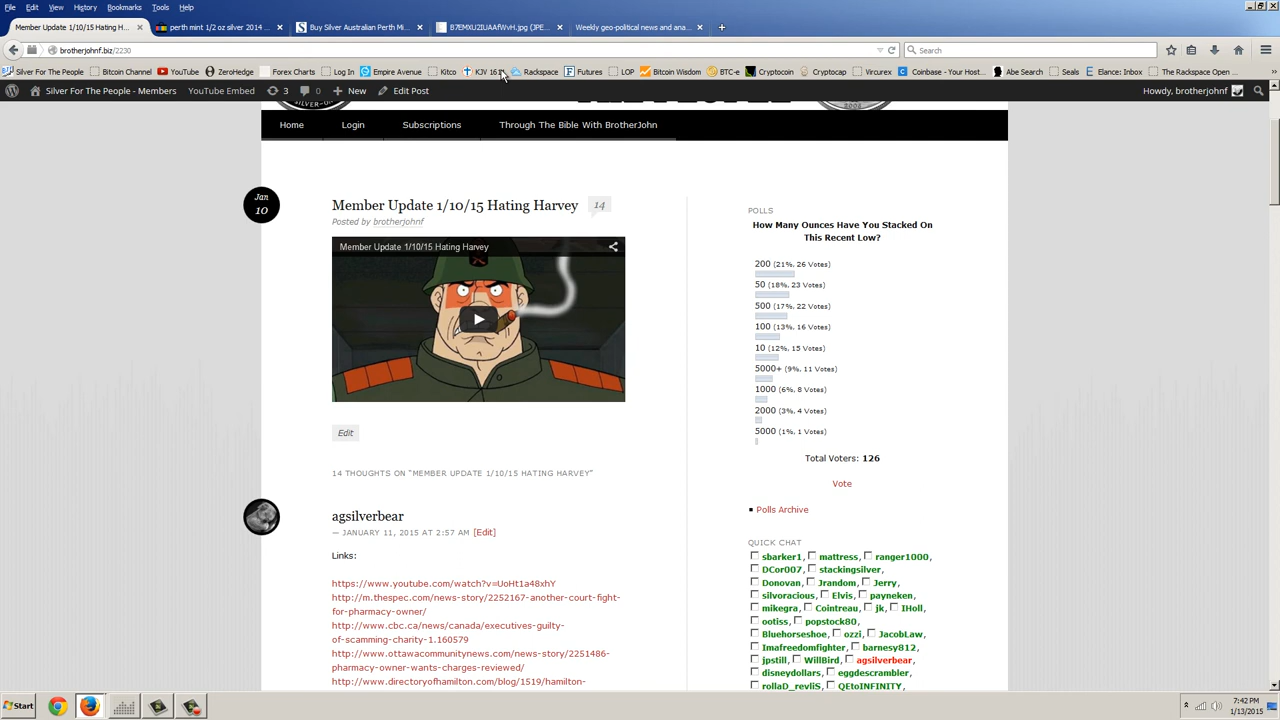 File Edit View History Bookmarks Tools Help
Member Update 1/10/15 Hating H... × perth mint 1/2 oz silver 2014 ... × Buy Silver Australian Perth Mi... × B7EMXU2IUAAfWvH.jpg (JPE... × Weekly geo-political news and ana... × +
brotherjohnf.biz/2230 Search
Silver For The People Bitcoin Channel YouTube ZeroHedge Forex Charts Log In Empire Avenue Kitco KJV 161 Rackspace Futures LOP Bitcoin Wisdom BTC-e Cryptocoin Cryptocap Vircurex Coinbase - Your Host... Abe Search Seals Elance: Inbox The Rackspace Open ...
Silver For The People - Members YouTube Embed 3 0 + New Edit Post Howdy, brotherjohnf
Home Login Subscriptions Through The Bible With BrotherJohn
Jan
10
Member Update 1/10/15 Hating Harvey 14
Posted by brotherjohnf
Member Update 1/10/15 Hating Harvey
Edit
14 THOUGHTS ON “MEMBER UPDATE 1/10/15 HATING HARVEY”
agsilverbear
— JANUARY 11, 2015 AT 2:57 AM [Edit]
Links:
https://www.youtube.com/watch?v=UoHt1a48xhY
http://m.thespec.com/news-story/2252167-another-court-fight-
for-pharmacy-owner/
http://www.cbc.ca/news/canada/executives-guilty-
of-scamming-charity-1.160579
http://www.ottawacommunitynews.com/news-story/2251486-
pharmacy-owner-wants-charges-reviewed/
http://www.directoryofhamilton.com/blog/1519/hamilton-
POLLS
How Many Ounces Have You Stacked On
This Recent Low?
200 (21%, 26 Votes)
50 (18%, 23 Votes)
500 (17%, 22 Votes)
100 (13%, 16 Votes)
10 (12%, 15 Votes)
5000+ (9%, 11 Votes)
1000 (6%, 8 Votes)
2000 (3%, 4 Votes)
5000 (1%, 1 Votes)
Total Voters: 126
Vote
Polls Archive
QUICK CHAT
sbarker1, mattress, ranger1000,
DCor007, stackingsilver,
Donovan, Jrandom, Jerry,
silvoracious, Elvis, payneken,
mikegra, Cointreau, jk, IHoll,
ootiss, popstock80,
Bluehorseshoe, ozzi, JacobLaw,
Imafreedomfighter, barnesy812,
jpstill, WillBird, agsilverbear,
disneydollars, eggdescrambler,
rollaD_revliS, QEtoINFINITY,
Start 7:42 PM
1/13/2015